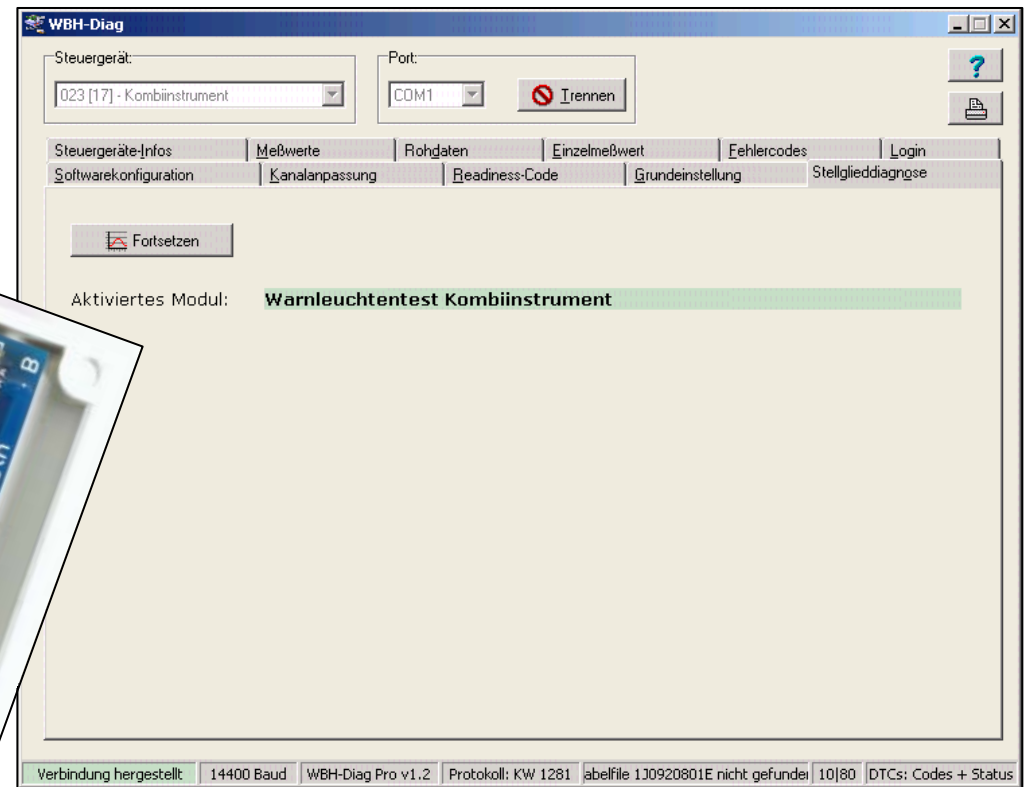 WBH-Diag
Steuergerät:
Port:
023 [17] - Kombiinstrument
COM1
Trennen
Steuergeräte-Infos Meßwerte Rohdaten Einzelmeßwert Fehlercodes Login
Softwarekonfiguration Kanalanpassung Readiness-Code Grundeinstellung Stellglieddiagnose
Fortsetzen
Aktiviertes Modul: Warnleuchtentest Kombiinstrument
B
Verbindung hergestellt 14400 Baud WBH-Diag Pro v1.2 Protokoll: KW 1281 abelfile 1J0920801E nicht gefunde 10|80 DTCs: Codes + Status